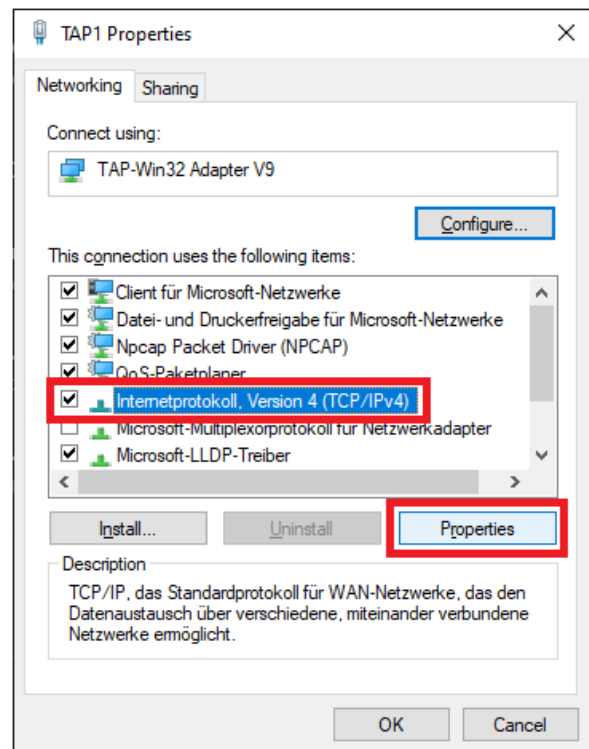 TAP1 Properties
Networking
Sharing
Connect using:
TAP-Win32 Adapter V9
Configure...
This connection uses the following items:
Client für Microsoft-Netzwerke
Datei- und Druckerfreigabe für Microsoft-Netzwerke
Npcap Packet Driver (NPCAP)
QoS-Paketplaner
Internetprotokoll, Version 4 (TCP/IPv4)
Microsoft-Multiplexorprotokoll für Netzwerkadapter
Microsoft-LLDP-Treiber
Install...
Uninstall
Properties
Description
TCP/IP, das Standardprotokoll für WAN-Netzwerke, das den
Datenaustausch über verschiedene, miteinander verbundene
Netzwerke ermöglicht.
OK
Cancel